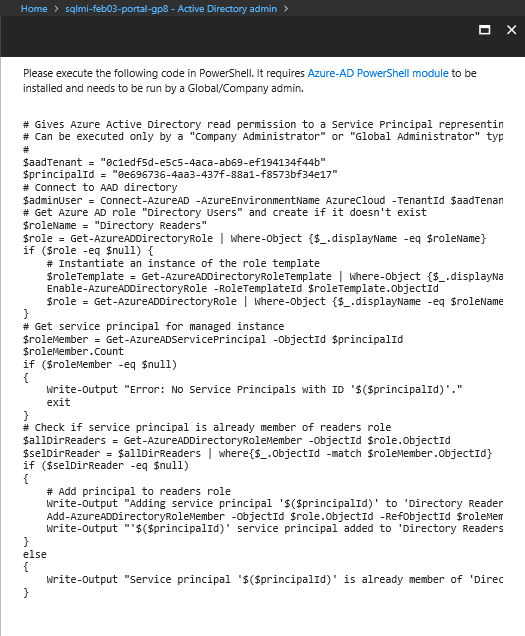 Home > sqlmi-feb03-portal-gp8 - Active Directory admin >
Please execute the following code in PowerShell. It requires Azure-AD PowerShell module to be
installed and needs to be run by a Global/Company admin.
# Gives Azure Active Directory read permission to a Service Principal representin
# Can be executed only by a "Company Administrator" or "Global Administrator" typ
#
$aadTenant = "0c1edf5d-e5c5-4aca-ab69-ef194134f44b"
$principalId = "0e696736-4aa3-437f-88a1-f8573bf34e17"
# Connect to AAD directory
$adminUser = Connect-AzureAD -AzureEnvironmentName AzureCloud -TenantId $aadTenan
# Get Azure AD role "Directory Users" and create if it doesn't exist
$roleName = "Directory Readers"
$role = Get-AzureADDirectoryRole | Where-Object {$_.displayName -eq $roleName}
if ($role -eq $null) {
    # Instantiate an instance of the role template
    $roleTemplate = Get-AzureADDirectoryRoleTemplate | Where-Object {$_.displayNa
    Enable-AzureADDirectoryRole -RoleTemplateId $roleTemplate.ObjectId
    $role = Get-AzureADDirectoryRole | Where-Object {$_.displayName -eq $roleName
}
# Get service principal for managed instance
$roleMember = Get-AzureADServicePrincipal -ObjectId $principalId
$roleMember.Count
if ($roleMember -eq $null)
{
    Write-Output "Error: No Service Principals with ID '$($principalId)'."
    exit
}
# Check if service principal is already member of readers role
$allDirReaders = Get-AzureADDirectoryRoleMember -ObjectId $role.ObjectId
$selDirReader = $allDirReaders | where{$_.ObjectId -match $roleMember.ObjectId}
if ($selDirReader -eq $null)
{
    # Add principal to readers role
    Write-Output "Adding service principal '$($principalId)' to 'Directory Reader
    Add-AzureADDirectoryRoleMember -ObjectId $role.ObjectId -RefObjectId $roleMem
    Write-Output "'$($principalId)' service principal added to 'Directory Readers
}
else
{
    Write-Output "Service principal '$($principalId)' is already member of 'Direc
}